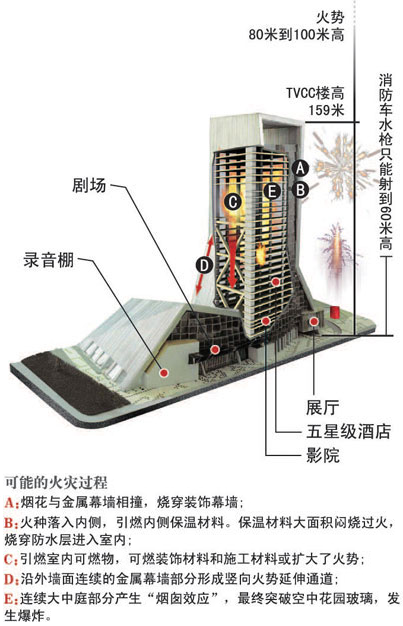 火势
80米到100米高
TVCC楼高
159米
消防车水枪只能射到60米高
A
B
E
C
D
剧场
录音棚
展厅
五星级酒店
影院
可能的火灾过程
A:烟花与金属幕墙相撞，烧穿装饰幕墙；
B:火种落入内侧，引燃内侧保温材料。保温材料大面积闷烧过火，
烧穿防水层进入室内；
C:引燃室内可燃物，可燃装饰材料和施工材料或扩大了火势；
D:沿外墙面连续的金属幕墙部分形成竖向火势延伸通道；
E:连续大中庭部分产生“烟囱效应”，最终突破空中花园玻璃，发
生爆炸。